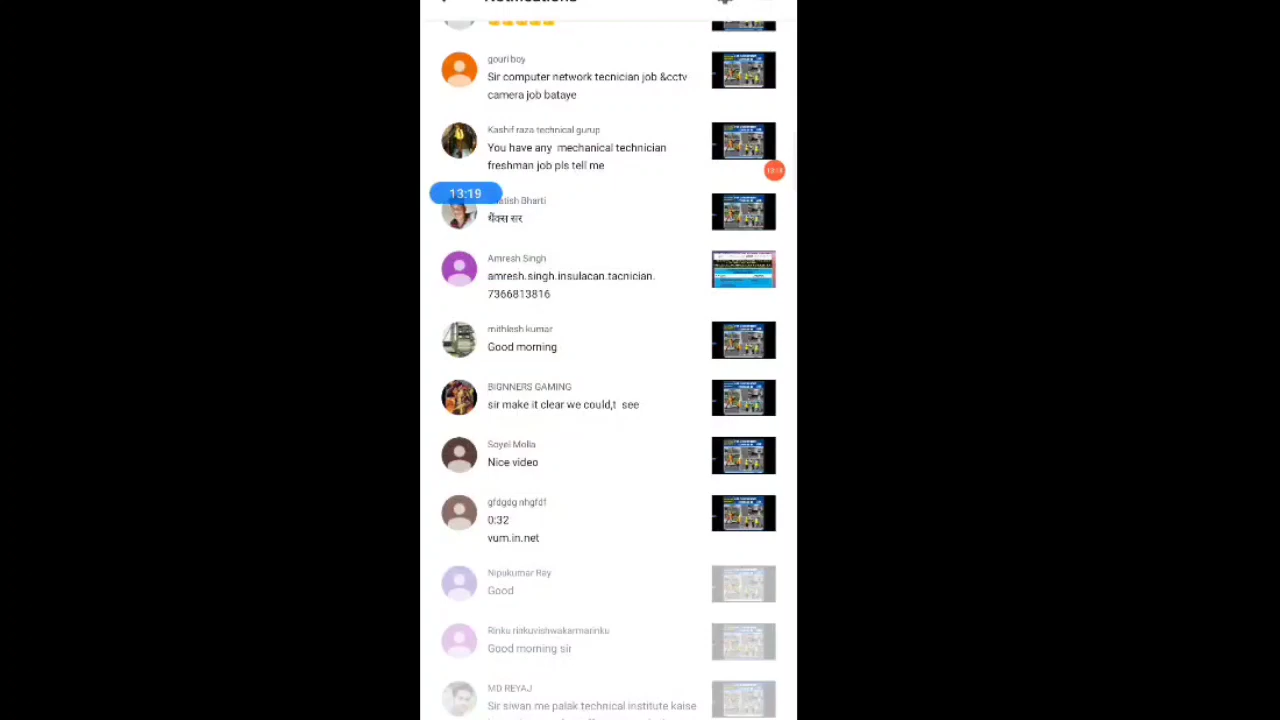 Notifications
gouri boy
Sir computer network tecnician job &cctv
camera job bataye
Kashif raza technical gurup
You have any mechanical technician
freshman job pls tell me
13:19
Bharti
थैंक्स सर
Amresh Singh
amresh.singh.insulacan.tacnician.
7366813816
mithlesh kumar
Good morning
BIGNNERS GAMING
sir make it clear we could,t see
Soyel Molla
Nice video
gfdgdg nhgfdf
0:32
vum.in.net
Nipukumar Ray
Good
Rinku rinkuvishwakarmarinku
Good morning sir
MD REYAJ
Sir siwan me palak technical institute kaise